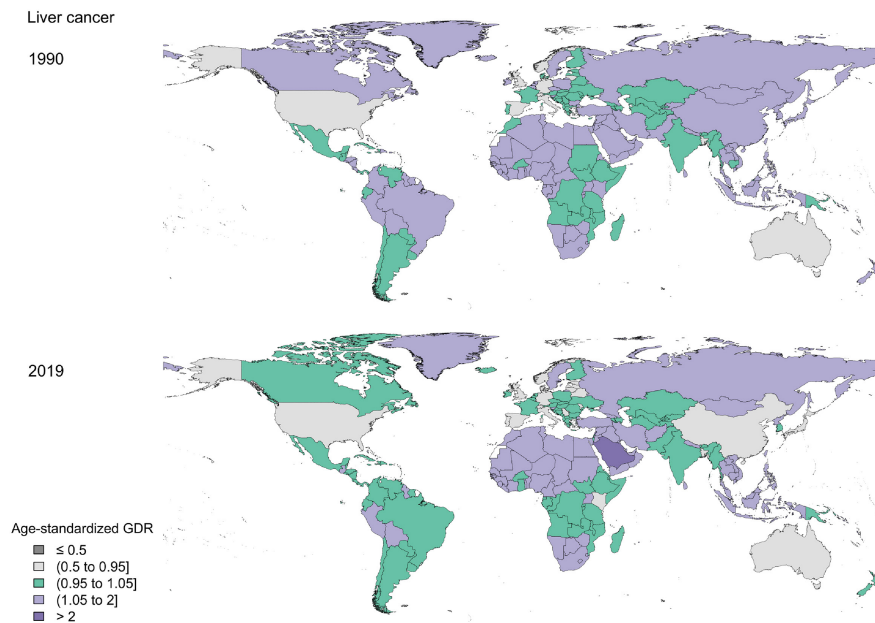 Liver cancer
1990
2019
Age-standardized GDR
≤ 0.5
(0.5 to 0.95]
(0.95 to 1.05]
(1.05 to 2]
> 2